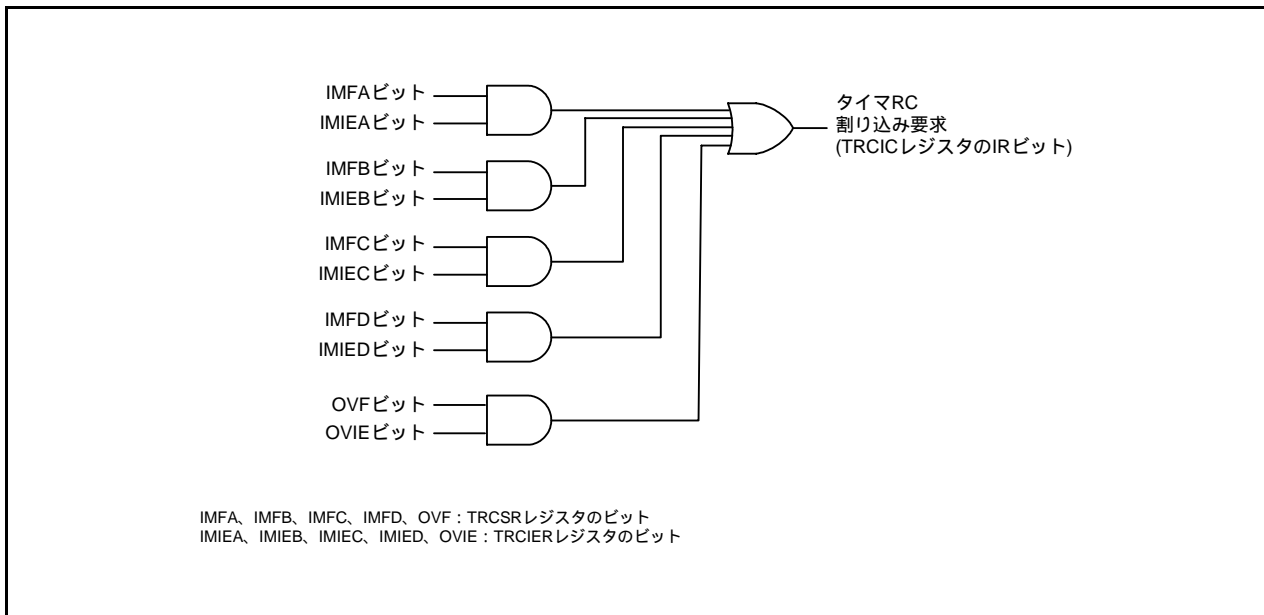 IMFAビット
IMIEAビット
IMFBビット
IMIEBビット
IMFCビット
IMIECビット
IMFDビット
IMIEDビット
OVFビット
OVIEビット
タイマRC
割り込み要求
(TRCICレジスタのIRビット)
IMFA、IMFB、IMFC、IMFD、OVF：TRCSRレジスタのビット
IMIEA、IMIEB、IMIEC、IMIED、OVIE：TRCIERレジスタのビット